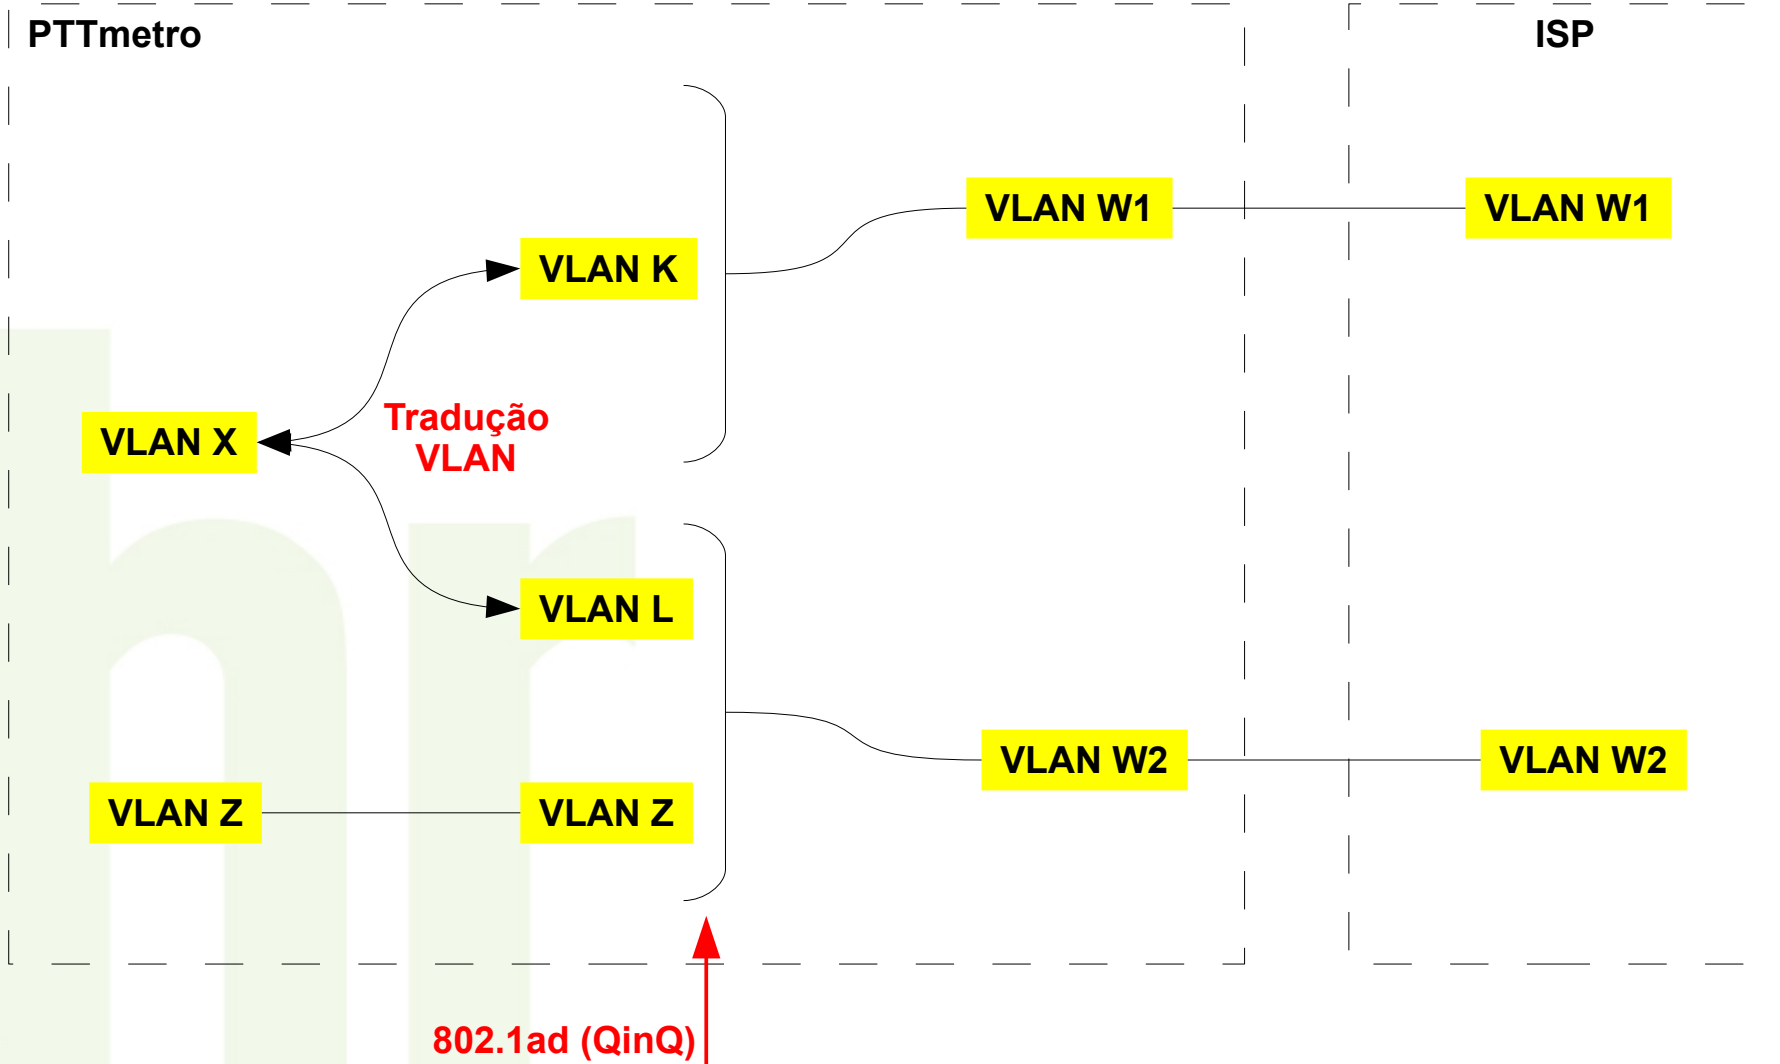 PTTmetro
ISP
VLAN W1
VLAN W1
VLAN K
Tradução
VLAN
VLAN X
VLAN L
VLAN W2
VLAN W2
VLAN Z
VLAN Z
802.1ad (QinQ)